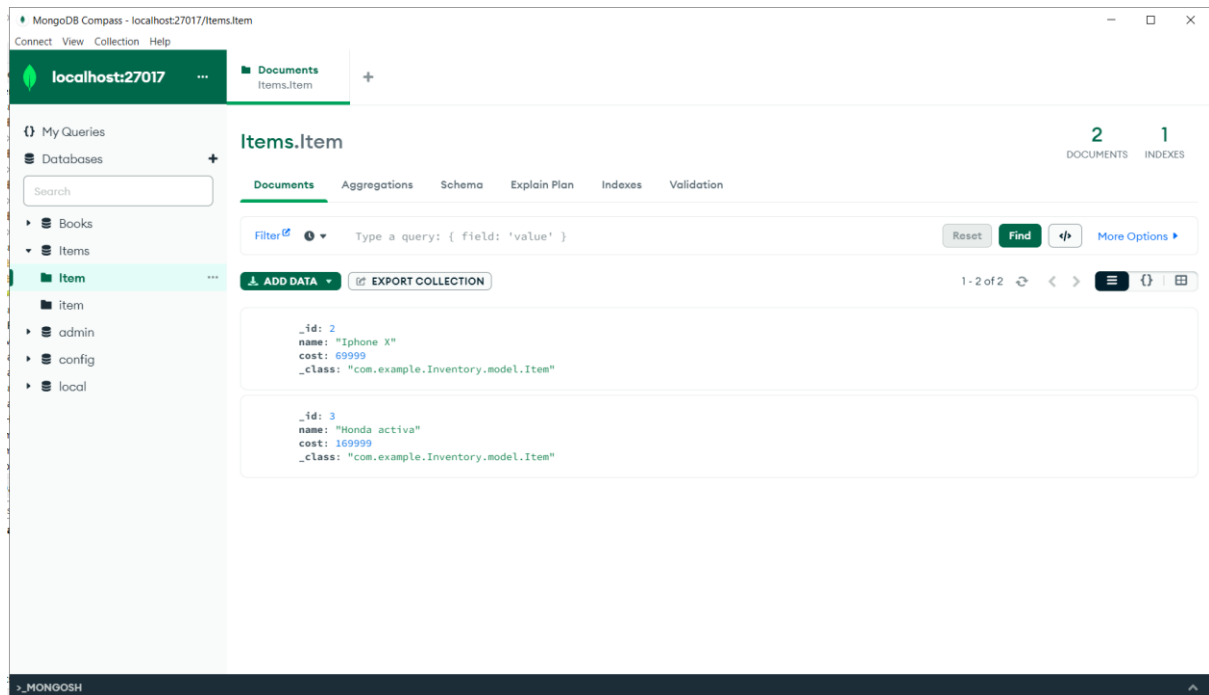 MongoDB Compass - localhost:27017/Items.Item
Connect View Collection Help
localhost:27017 ...
Documents
Items.Item
+
{} My Queries
Databases +
Search
Books
Items
Item ...
item
admin
config
local
Items.Item
2 1
DOCUMENTS INDEXES
Documents Aggregations Schema Explain Plan Indexes Validation
Filter Type a query: { field: 'value' } Reset Find </> More Options
ADD DATA EXPORT COLLECTION 1 - 2 of 2 < > {}
_id: 2
name: "Iphone X"
cost: 69999
_class: "com.example.Inventory.model.Item"
_id: 3
name: "Honda activa"
cost: 169999
_class: "com.example.Inventory.model.Item"
>_MONGOSH